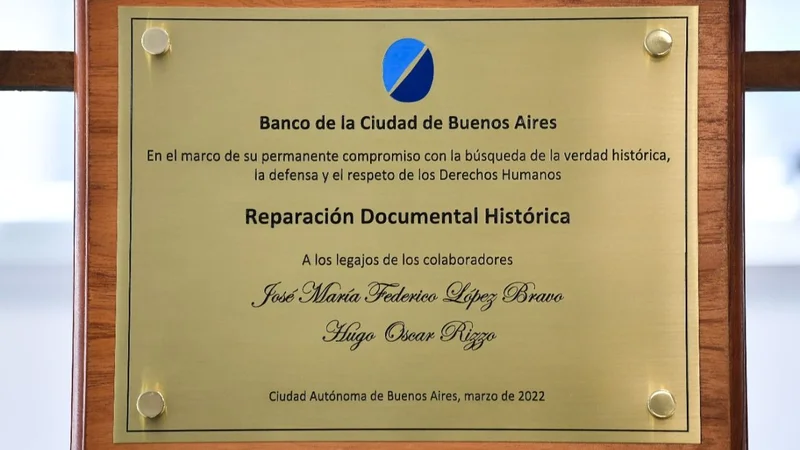 Banco de la Ciudad de Buenos Aires
En el marco de su permanente compromiso con la búsqueda de la verdad histórica,
la defensa y el respeto de los Derechos Humanos
Reparación Documental Histórica
A los legajos de los colaboradores
José María Federico López Bravo
Hugo Oscar Rizzo
Ciudad Autónoma de Buenos Aires, marzo de 2022